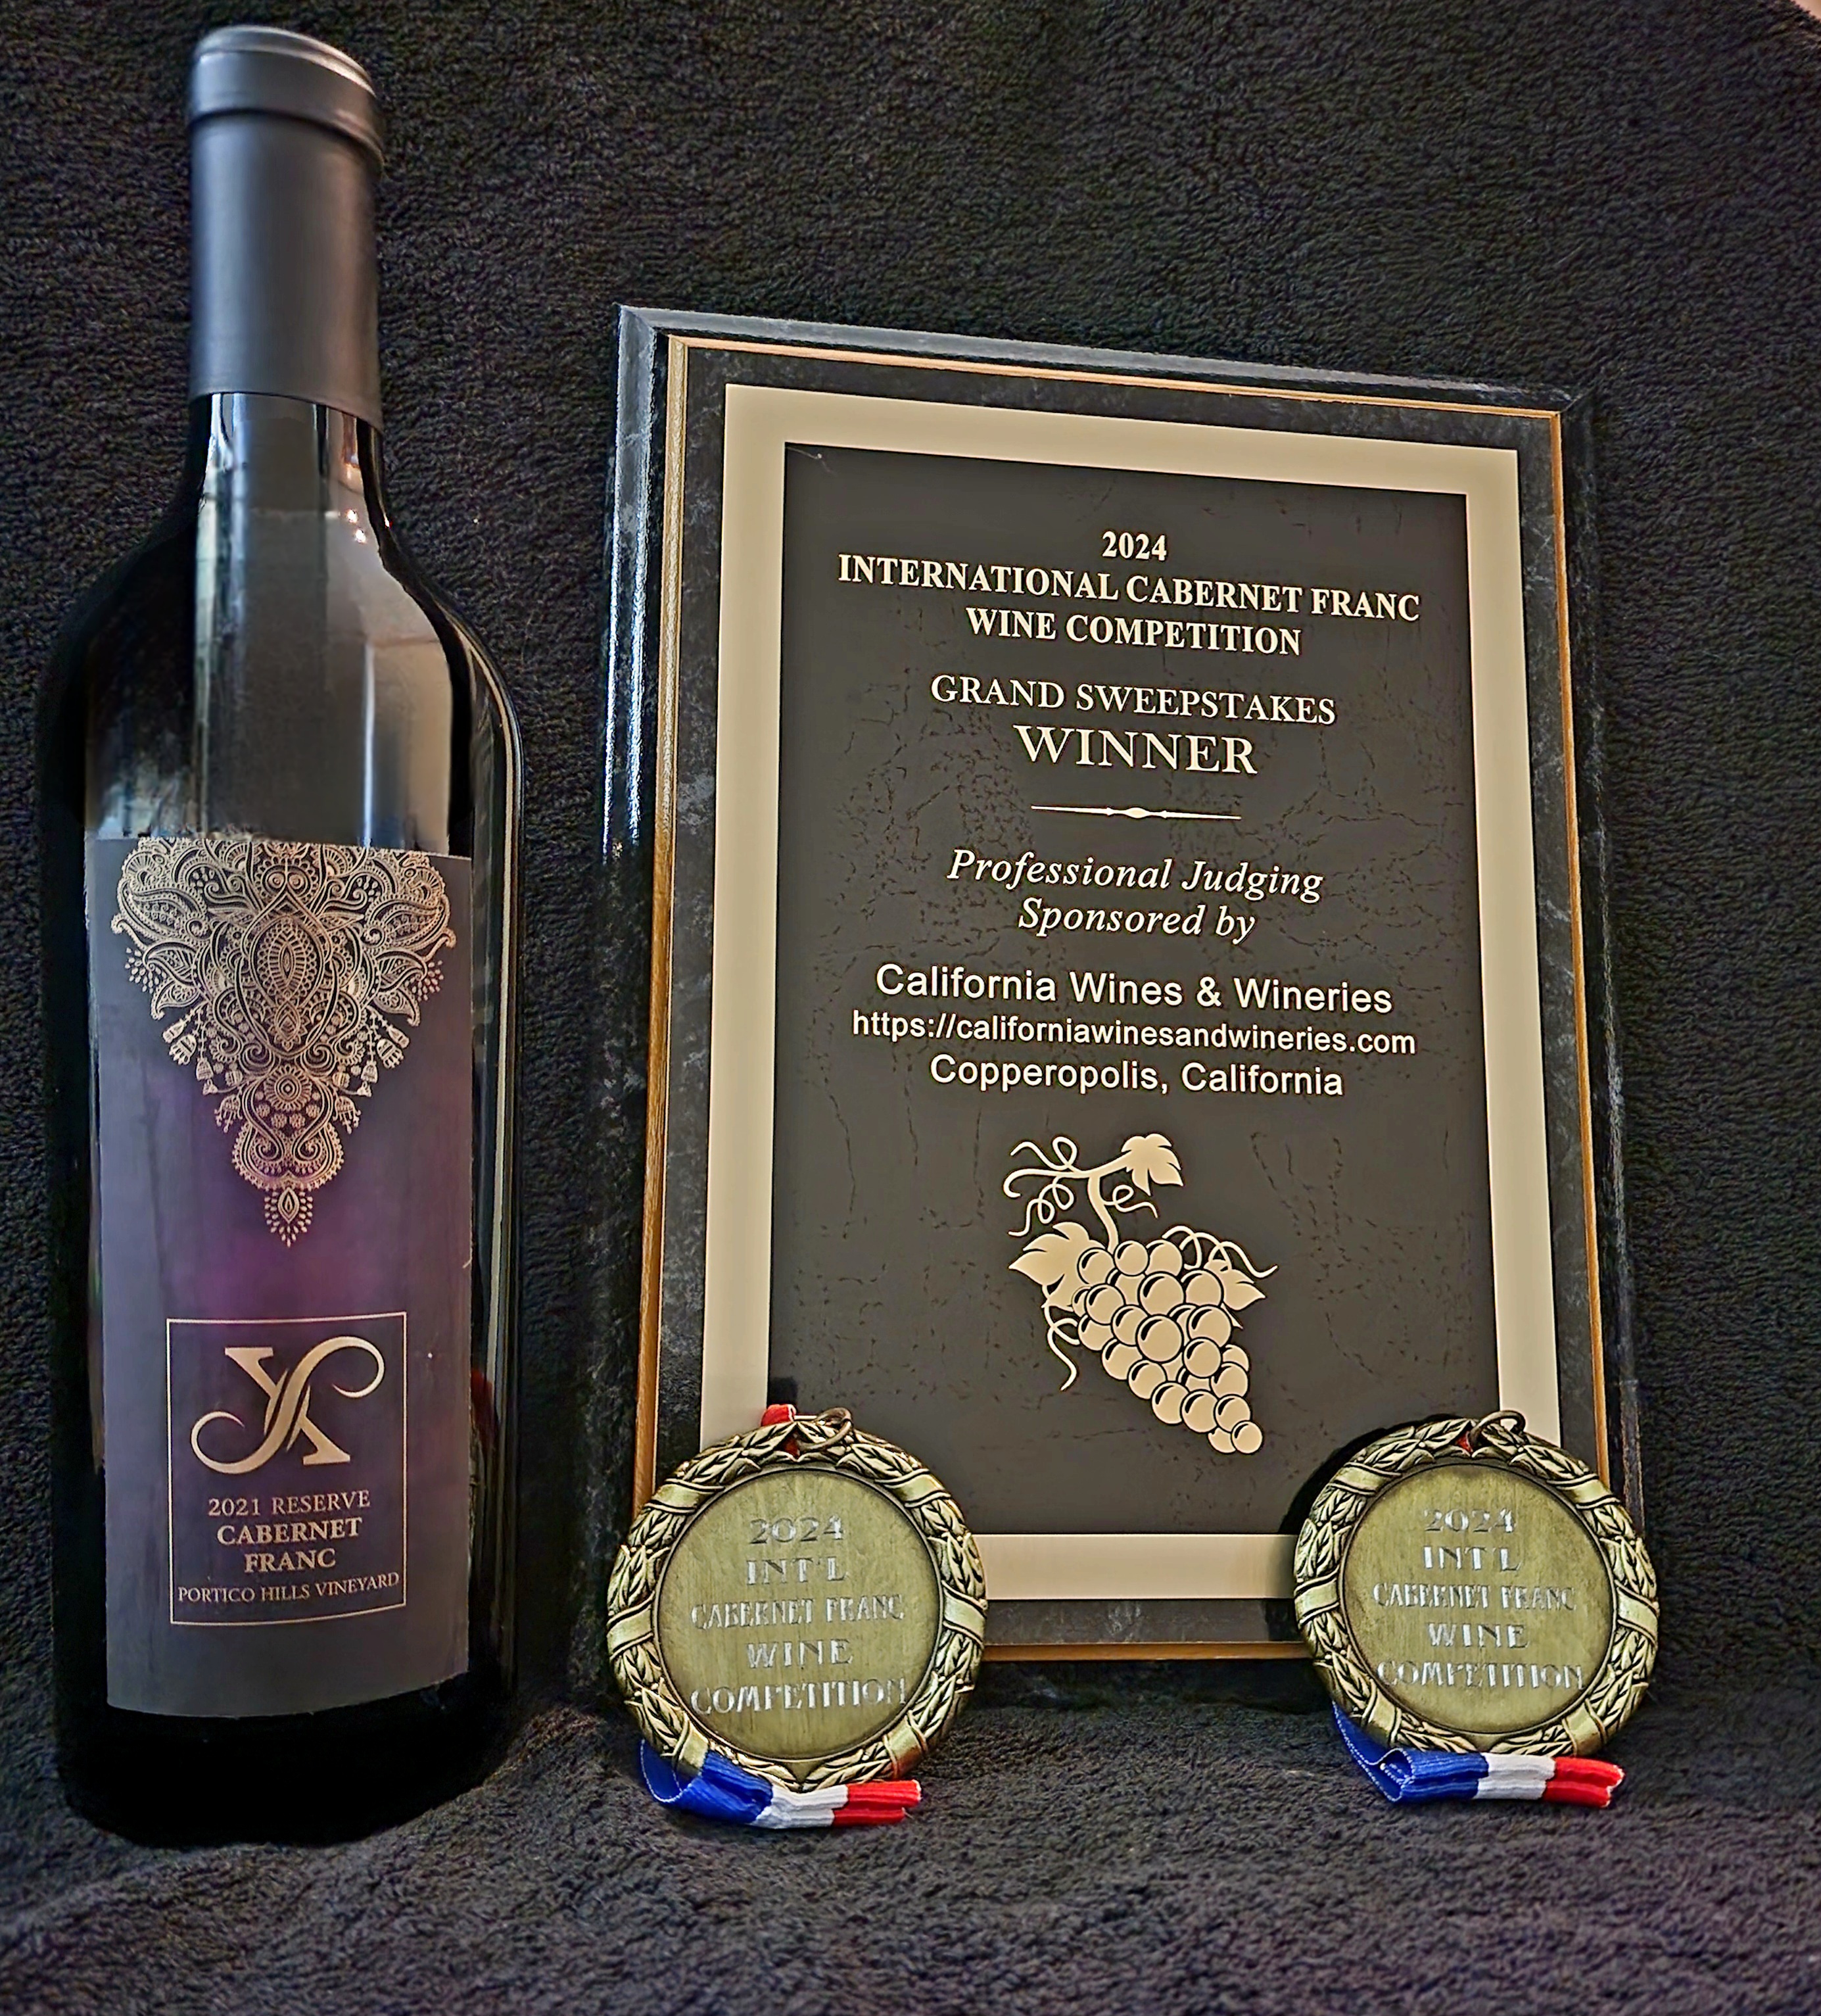 2021 RESERVE
CABERNET
FRANC
PORTICO HILLS VINEYARD
2024
INTERNATIONAL CABERNET FRANC
WINE COMPETITION
GRAND SWEEPSTAKES
WINNER
Professional Judging
Sponsored by
California Wines & Wineries
https://californiawinesandwineries.com
Copperopolis, California
2024
INT'L
CABERNET FRANC
WINE
COMPETITION
2024
INT'L
CABERNET FRANC
WINE
COMPETITION